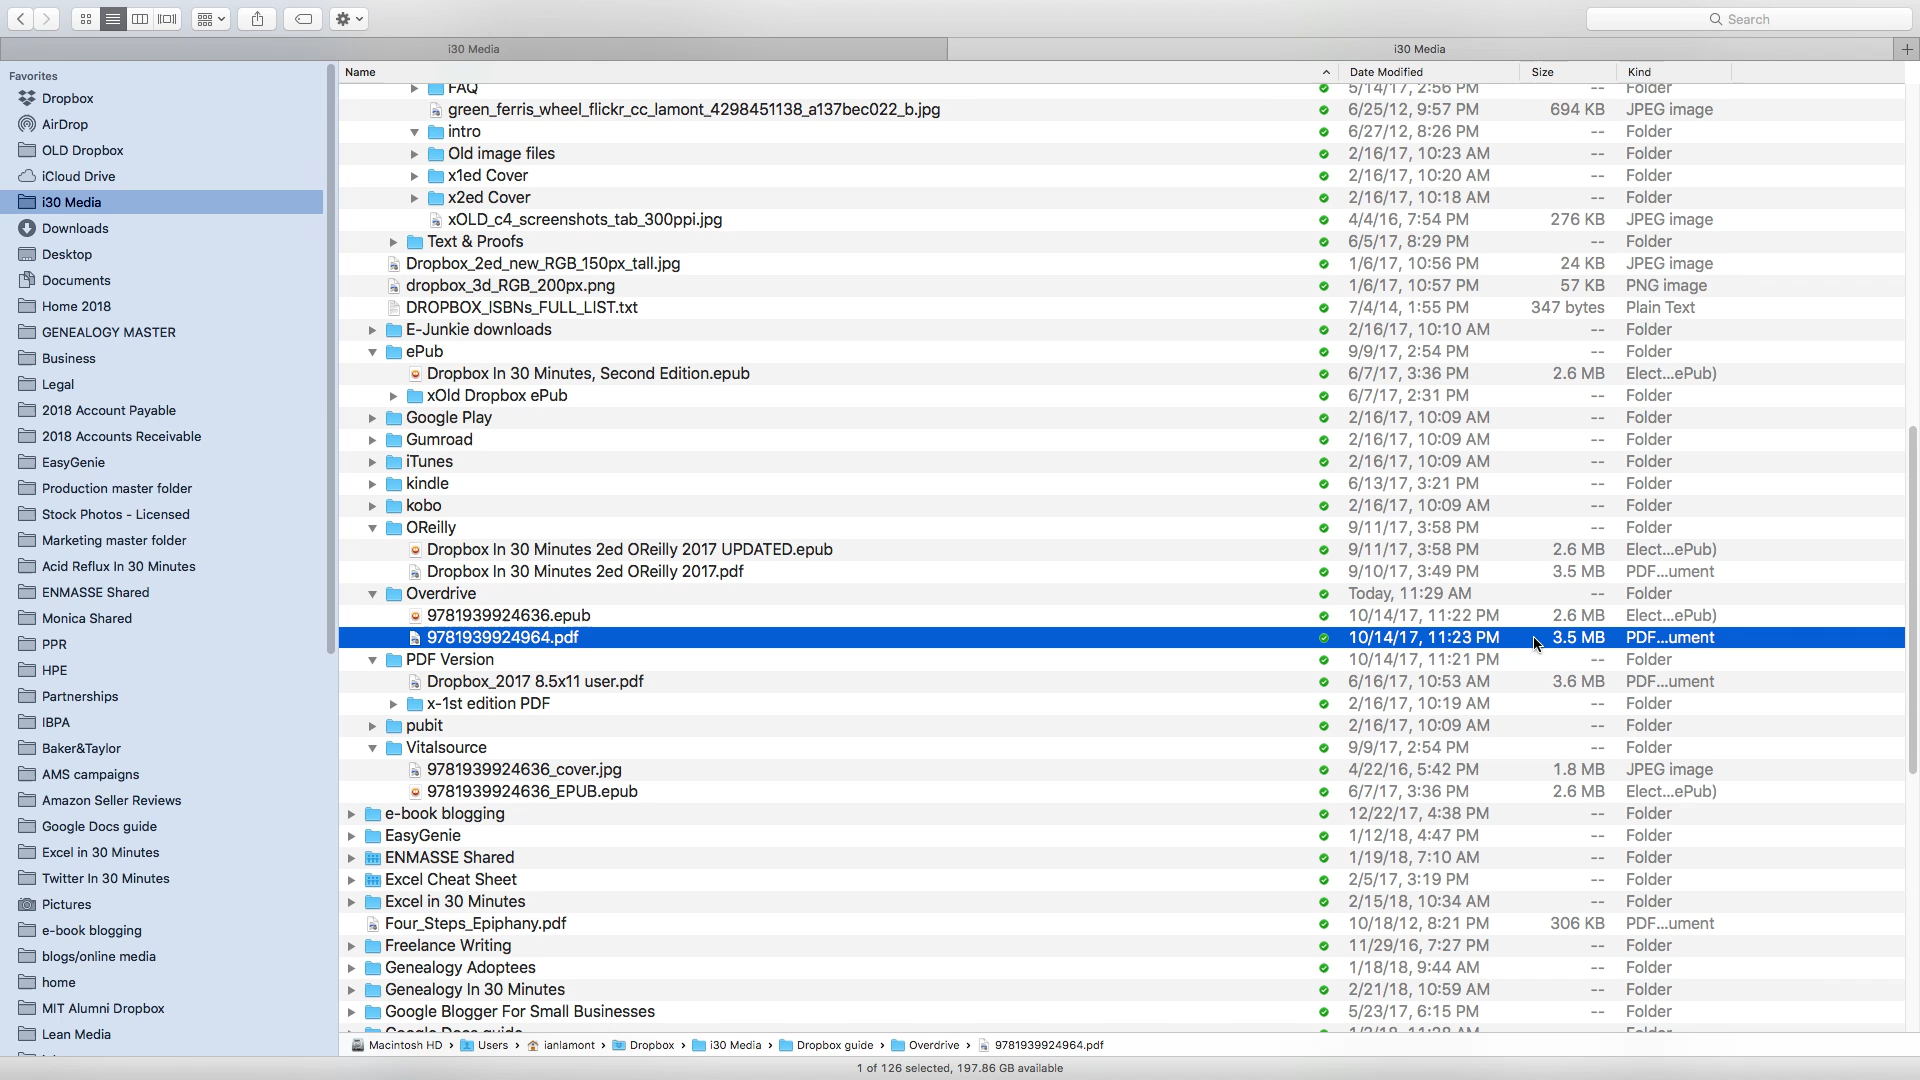 Search
i30 Media
i30 Media
Favorites
Dropbox
AirDrop
OLD Dropbox
iCloud Drive
i30 Media
Downloads
Desktop
Documents
Home 2018
GENEALOGY MASTER
Business
Legal
2018 Account Payable
2018 Accounts Receivable
EasyGenie
Production master folder
Stock Photos - Licensed
Marketing master folder
Acid Reflux In 30 Minutes
ENMASSE Shared
Monica Shared
PPR
HPE
Partnerships
IBPA
Baker&Taylor
AMS campaigns
Amazon Seller Reviews
Google Docs guide
Excel in 30 Minutes
Twitter In 30 Minutes
Pictures
e-book blogging
blogs/online media
home
MIT Alumni Dropbox
Lean Media
Name Date Modified Size Kind
FAQ 5/14/17, 2:56 PM -- Folder
green_ferris_wheel_flickr_cc_lamont_4298451138_a137bec022_b.jpg 6/25/12, 9:57 PM 694 KB JPEG image
intro 6/27/12, 8:26 PM -- Folder
Old image files 2/16/17, 10:23 AM -- Folder
x1ed Cover 2/16/17, 10:20 AM -- Folder
x2ed Cover 2/16/17, 10:18 AM -- Folder
xOLD_c4_screenshots_tab_300ppi.jpg 4/4/16, 7:54 PM 276 KB JPEG image
Text & Proofs 6/5/17, 8:29 PM -- Folder
Dropbox_2ed_new_RGB_150px_tall.jpg 1/6/17, 10:56 PM 24 KB JPEG image
dropbox_3d_RGB_200px.png 1/6/17, 10:57 PM 57 KB PNG image
DROPBOX_ISBNs_FULL_LIST.txt 7/4/14, 1:55 PM 347 bytes Plain Text
E-Junkie downloads 2/16/17, 10:10 AM -- Folder
ePub 9/9/17, 2:54 PM -- Folder
Dropbox In 30 Minutes, Second Edition.epub 6/7/17, 3:36 PM 2.6 MB Elect...ePub)
xOld Dropbox ePub 6/7/17, 2:31 PM -- Folder
Google Play 2/16/17, 10:09 AM -- Folder
Gumroad 2/16/17, 10:09 AM -- Folder
iTunes 2/16/17, 10:09 AM -- Folder
kindle 6/13/17, 3:21 PM -- Folder
kobo 2/16/17, 10:09 AM -- Folder
OReilly 9/11/17, 3:58 PM -- Folder
Dropbox In 30 Minutes 2ed OReilly 2017 UPDATED.epub 9/11/17, 3:58 PM 2.6 MB Elect...ePub)
Dropbox In 30 Minutes 2ed OReilly 2017.pdf 9/10/17, 3:49 PM 3.5 MB PDF...ument
Overdrive Today, 11:29 AM -- Folder
9781939924636.epub 10/14/17, 11:22 PM 2.6 MB Elect...ePub)
9781939924964.pdf 10/14/17, 11:23 PM 3.5 MB PDF...ument
PDF Version 10/14/17, 11:21 PM -- Folder
Dropbox_2017 8.5x11 user.pdf 6/16/17, 10:53 AM 3.6 MB PDF...ument
x-1st edition PDF 2/16/17, 10:19 AM -- Folder
pubit 2/16/17, 10:09 AM -- Folder
Vitalsource 9/9/17, 2:54 PM -- Folder
9781939924636_cover.jpg 4/22/16, 5:42 PM 1.8 MB JPEG image
9781939924636_EPUB.epub 6/7/17, 3:36 PM 2.6 MB Elect...ePub)
e-book blogging 12/22/17, 4:38 PM -- Folder
EasyGenie 1/12/18, 4:47 PM -- Folder
ENMASSE Shared 1/19/18, 7:10 AM -- Folder
Excel Cheat Sheet 2/5/17, 3:19 PM -- Folder
Excel in 30 Minutes 2/15/18, 10:34 AM -- Folder
Four_Steps_Epiphany.pdf 10/18/12, 8:21 PM 306 KB PDF...ument
Freelance Writing 11/29/16, 7:27 PM -- Folder
Genealogy Adoptees 1/18/18, 9:44 AM -- Folder
Genealogy In 30 Minutes 2/21/18, 10:59 AM -- Folder
Google Blogger For Small Businesses 5/23/17, 6:15 PM -- Folder
Google Docs guide
Macintosh HD › Users › ianlamont › Dropbox › i30 Media › Dropbox guide › Overdrive › 9781939924964.pdf
1 of 126 selected, 197.86 GB available